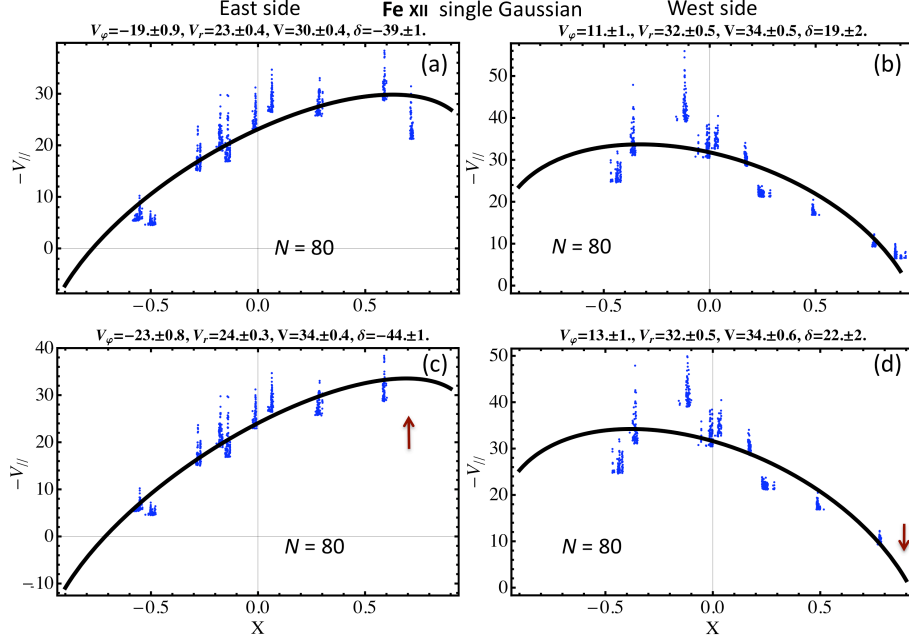 East side Fe XII single Gaussian West side
Vφ=−19.±0.9, Vr=23.±0.4, V=30.±0.4, δ=−39.±1.
Vφ=11.±1., Vr=32.±0.5, V=34.±0.5, δ=19.±2.
(a)
(b)
−V//
30
20
10
0
N = 80
−0.5 0.0 0.5
−V//
50
40
30
20
10
0
N = 80
−0.5 0.0 0.5
Vφ=−23.±0.8, Vr=24.±0.3, V=34.±0.4, δ=−44.±1.
Vφ=13.±1., Vr=32.±0.5, V=34.±0.6, δ=22.±2.
(c)
(d)
−V//
40
30
20
10
0
−10
N = 80
−0.5 0.0 0.5
X
−V//
50
40
30
20
10
0
N = 80
−0.5 0.0 0.5
X